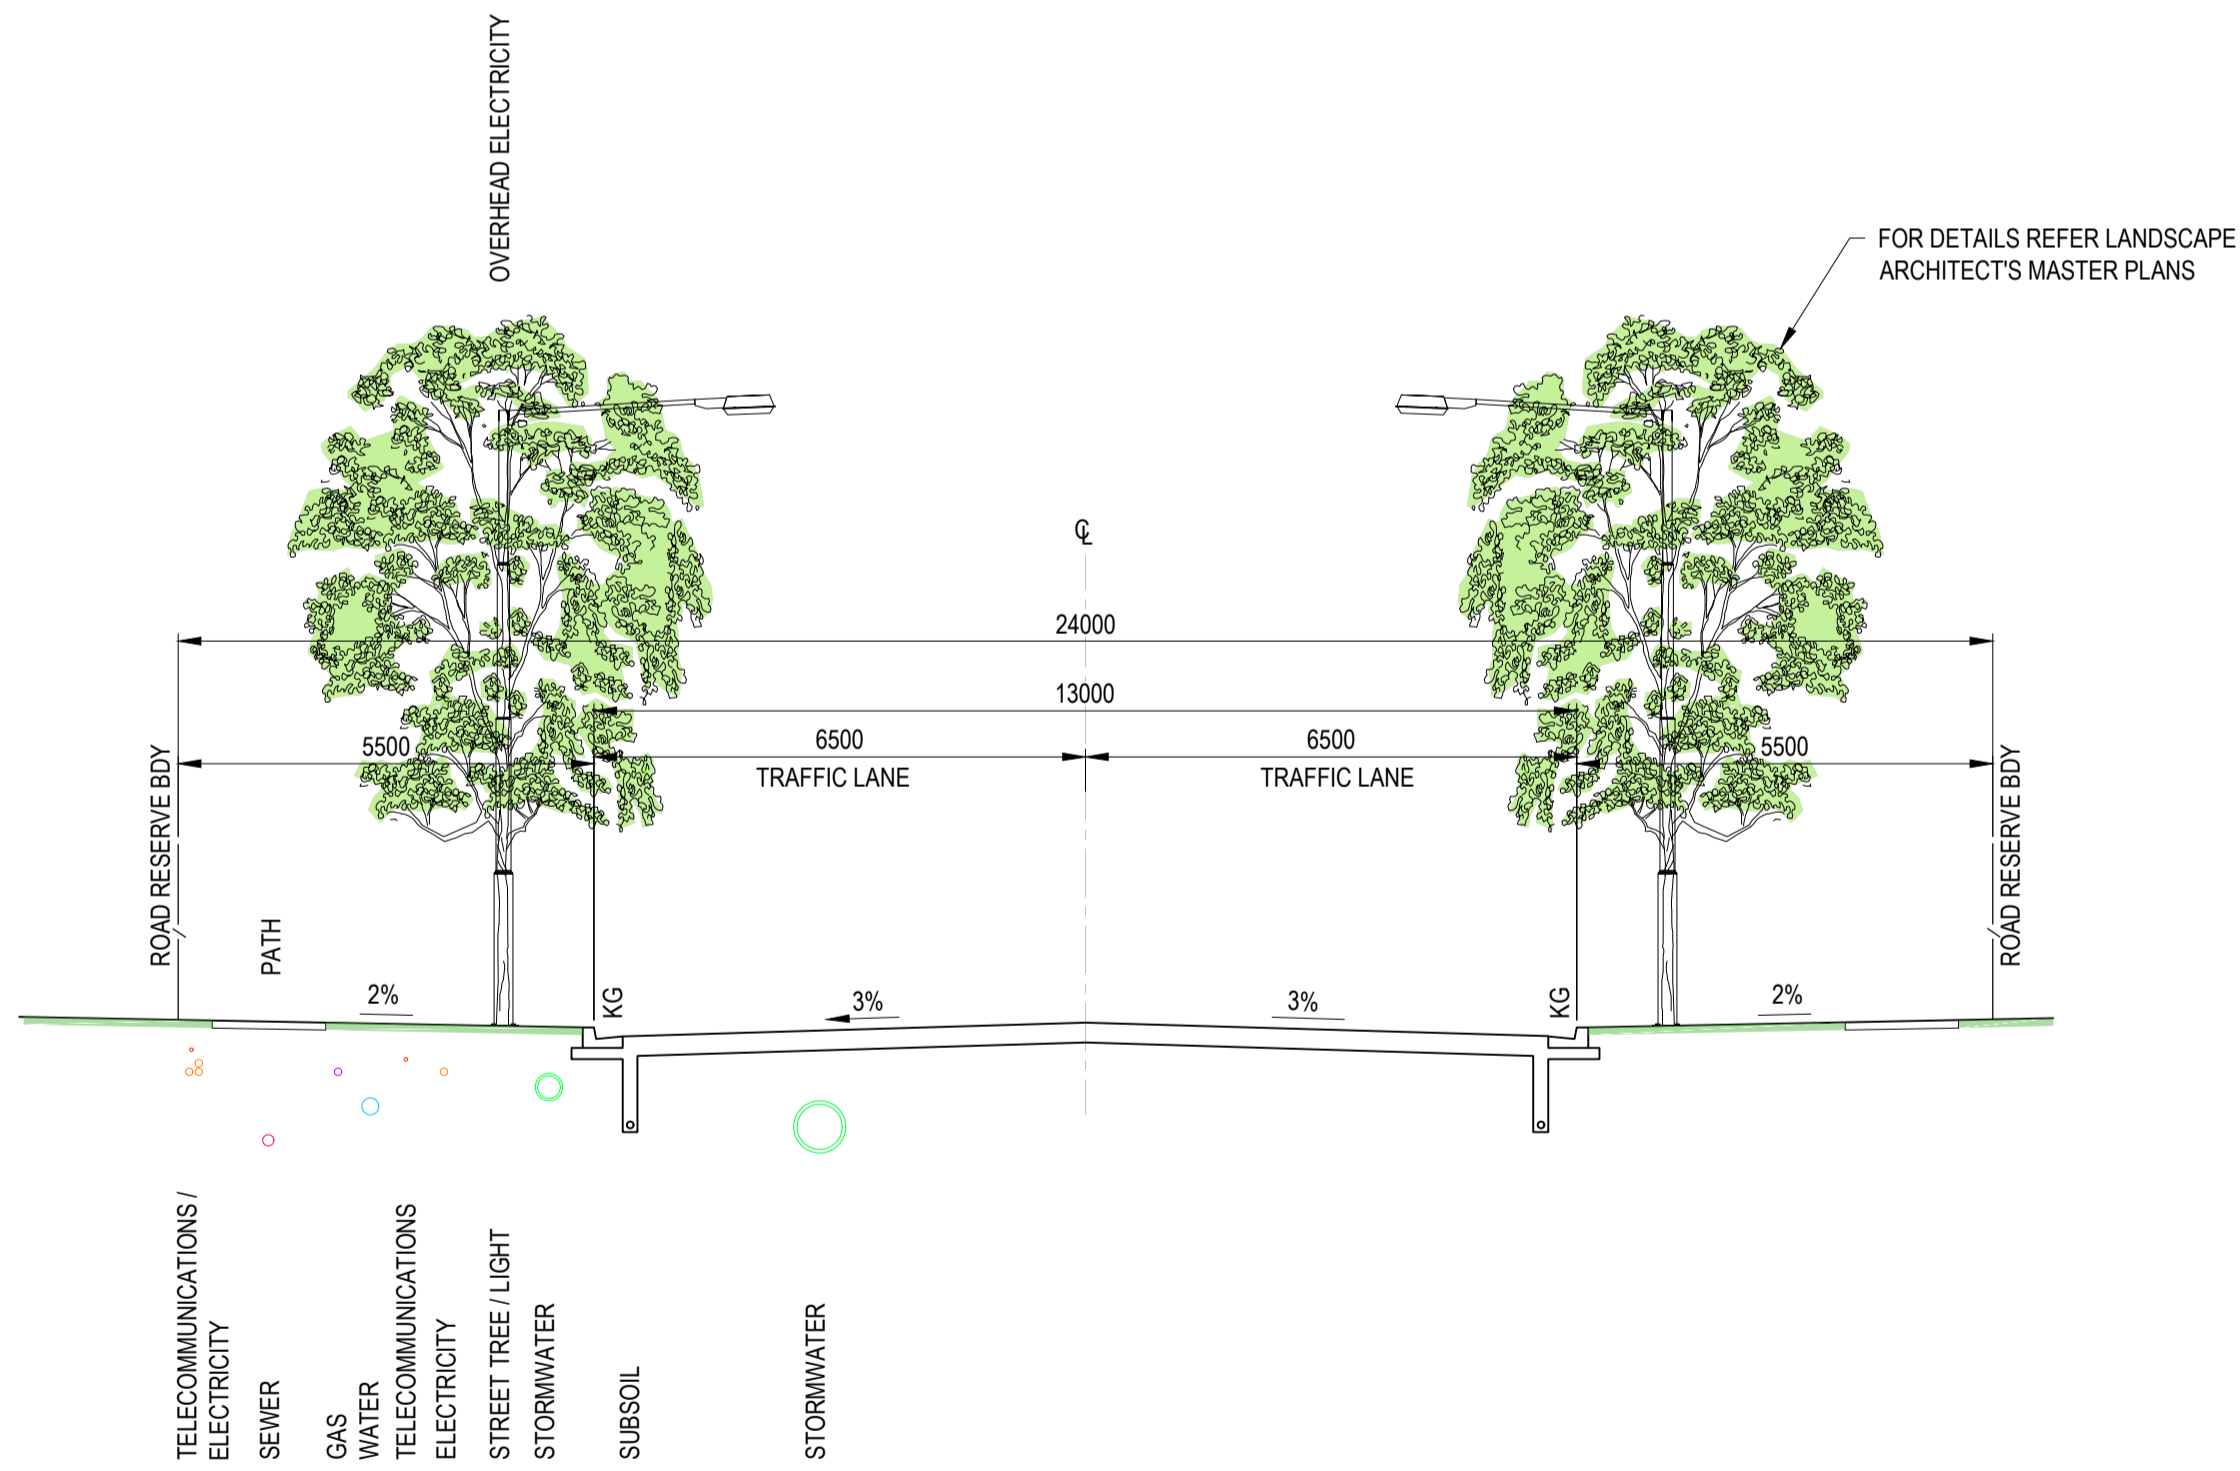 OVERHEAD ELECTRICITY
FOR DETAILS REFER LANDSCAPE
ARCHITECT'S MASTER PLANS
℄
24000
13000
5500
6500
6500
5500
TRAFFIC LANE
TRAFFIC LANE
ROAD RESERVE BDY
ROAD RESERVE BDY
PATH
2%
KG
3%
3%
KG
2%
TELECOMMUNICATIONS /
ELECTRICITY
SEWER
GAS
WATER
TELECOMMUNICATIONS
ELECTRICITY
STREET TREE / LIGHT
STORMWATER
SUBSOIL
STORMWATER